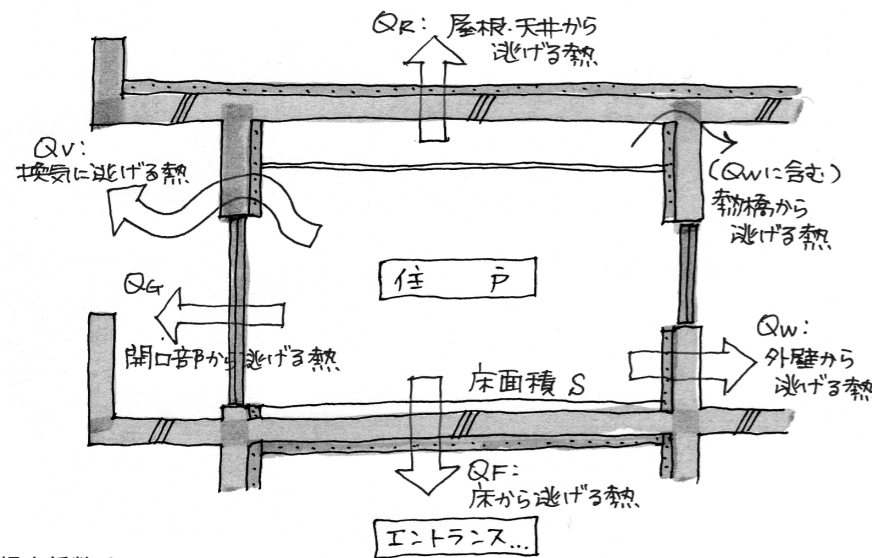 QR: 屋根・天井から
逃げる熱
QV:
換気に逃げる熱
(QWに含む)
熱橋から
逃げる熱
住 戸
QG
開口部から逃げる熱
QW:
外壁から
逃げる熱
床面積 S
QF:
床から逃げる熱
エントランス...